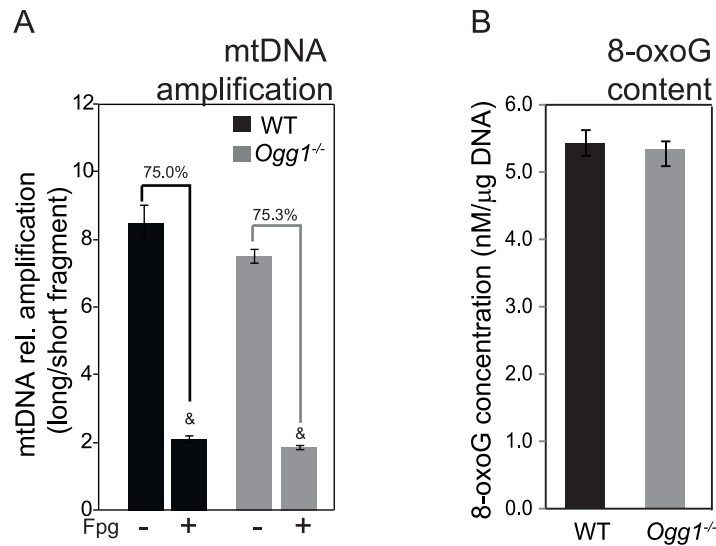 A
mtDNA
amplification
mtDNA rel. amplification
(long/short fragment)
12
10
8
6
4
2
0
WT
Ogg1-/-
75.0%
75.3%
&
&
Fpg - + - +
B
8-oxoG
content
8-oxoG concentration (nM/µg DNA)
6.0
5.0
4.0
5.0
2.0
1.0
0.0
WT Ogg1-/-